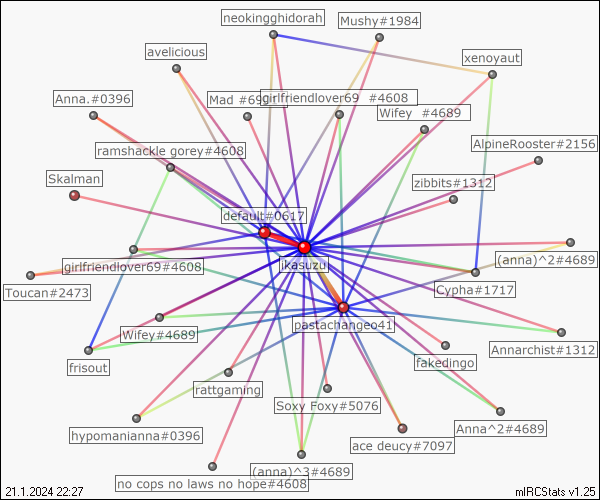 neokingghidorah
Mushy#1984
avelicious
xenoyaut
Anna.#0396
girlfriendlover69 #4608
Wifey #4689
ramshackle gorey#4608
AlpineRooster#2156
Skalman
zibbits#1312
default#0617
(anna)^2#4689
girlfriendlover69#4608
jkasuzu
Toucan#2473
Cypha#1717
pastachangeo41
Wifey#4689
Annarchist#1312
frisout
fakedingo
rattgaming
Soxy Foxy#5076
Anna^2#4689
hypomanianna#0396
ace deucy#7097
(anna)^3#4689
no cops no laws no hope#4608
21.1.2024 22:27
mIRCStats v1.25